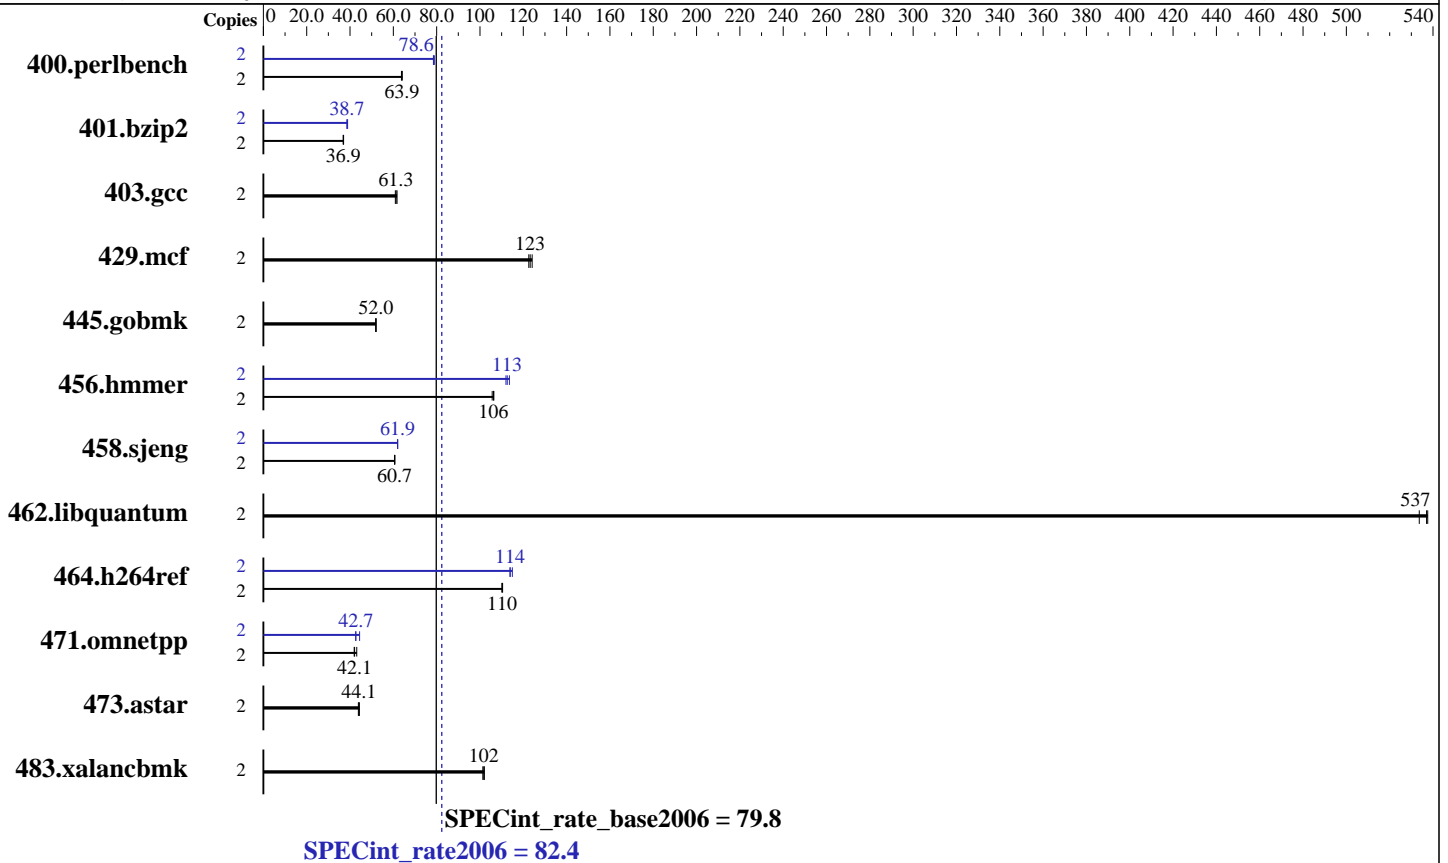 Copies 0 20.0 40.0 60.0 80.0 100 120 140 160 180 200 220 240 260 280 300 320 340 360 380 400 420 440 460 480 500 540
400.perlbench 2 78.6
2 63.9
401.bzip2 2 38.7
2 36.9
403.gcc 2 61.3
429.mcf 2 123
445.gobmk 2 52.0
456.hmmer 2 113
2 106
458.sjeng 2 61.9
2 60.7
462.libquantum 2 537
464.h264ref 2 114
2 110
471.omnetpp 2 42.7
2 42.1
473.astar 2 44.1
483.xalancbmk 2 102
SPECint_rate_base2006 = 79.8
SPECint_rate2006 = 82.4